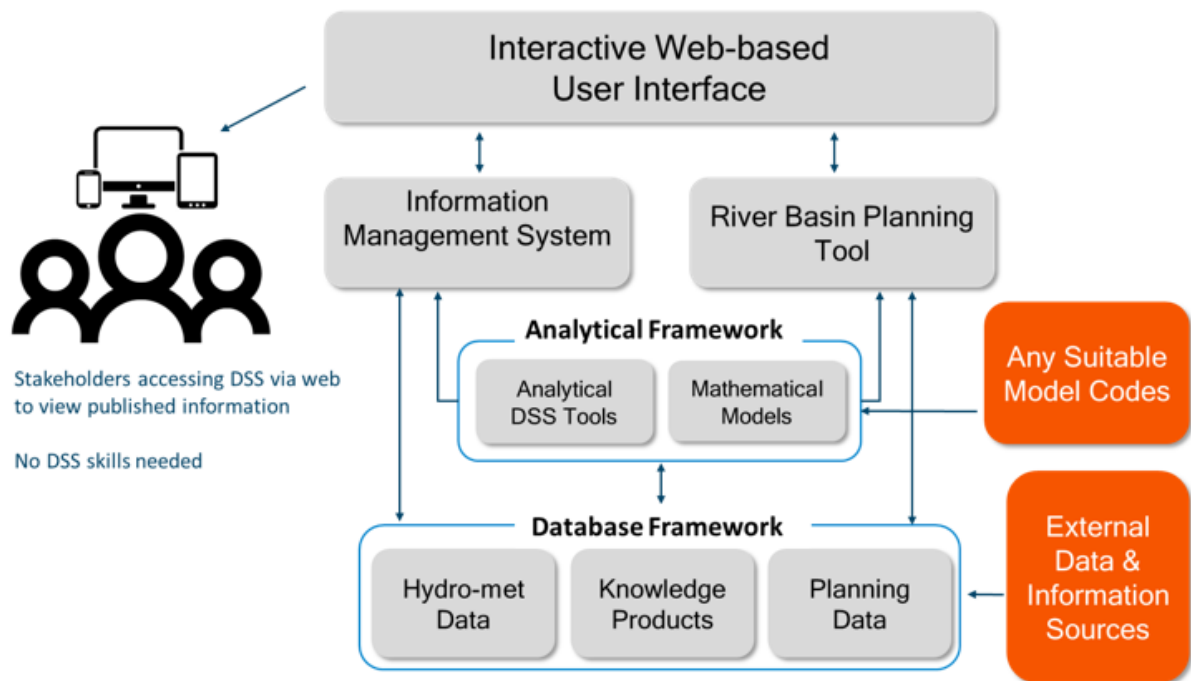 Interactive Web-based
User Interface
Information
Management System
River Basin Planning
Tool
Stakeholders accessing DSS via web
to view published information
No DSS skills needed
Analytical Framework
Analytical
DSS Tools
Mathematical
Models
Any Suitable
Model Codes
Database Framework
Hydro-met
Data
Knowledge
Products
Planning
Data
External
Data &
Information
Sources